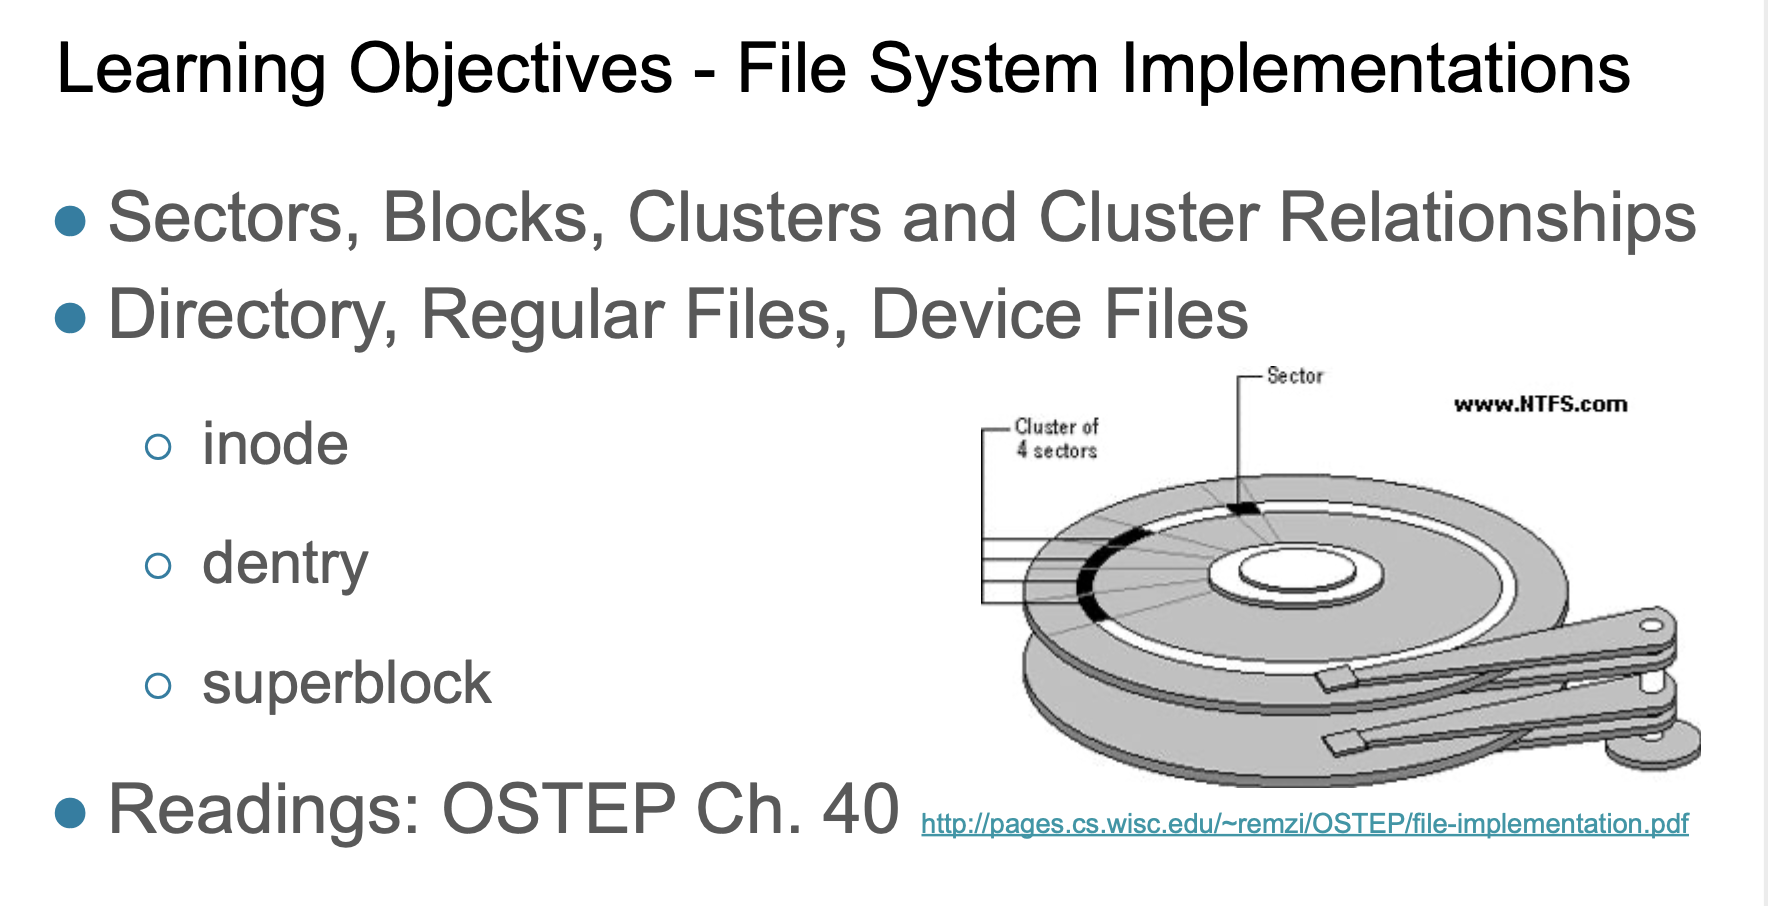 Learning Objectives - File System Implementations
● Sectors, Blocks, Clusters and Cluster Relationships
● Directory, Regular Files, Device Files
○ inode
○ dentry
○ superblock
Sector
www.NTFS.com
Cluster of
4 sectors
● Readings: OSTEP Ch. 40 http://pages.cs.wisc.edu/~remzi/OSTEP/file-implementation.pdf